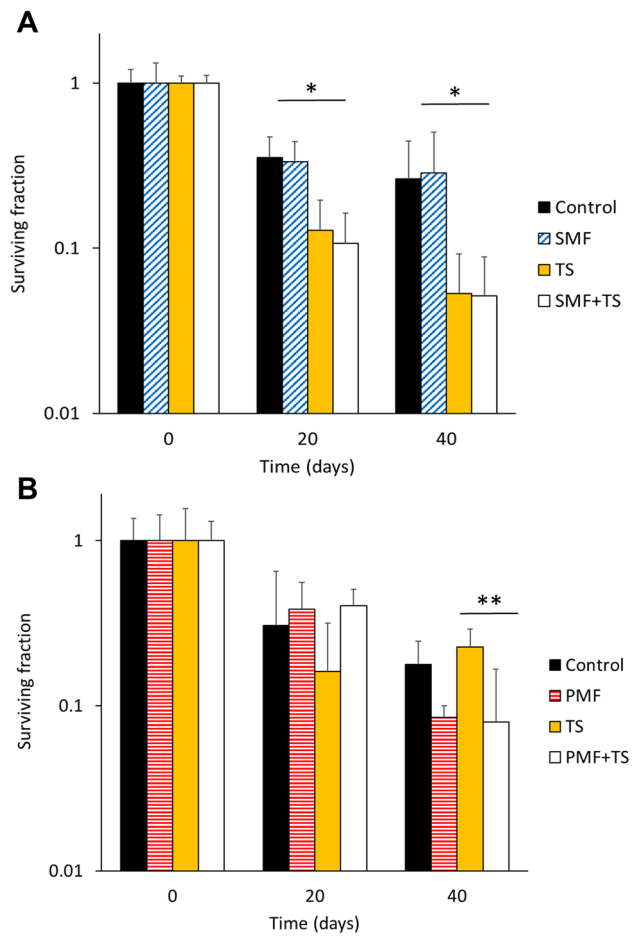 A
1
0.1
0.01
Surviving fraction
*
*
0
20
40
Time (days)
Control
SMF
TS
SMF+TS
B
1
0.1
0.01
Surviving fraction
**
0
20
40
Time (days)
Control
PMF
TS
PMF+TS